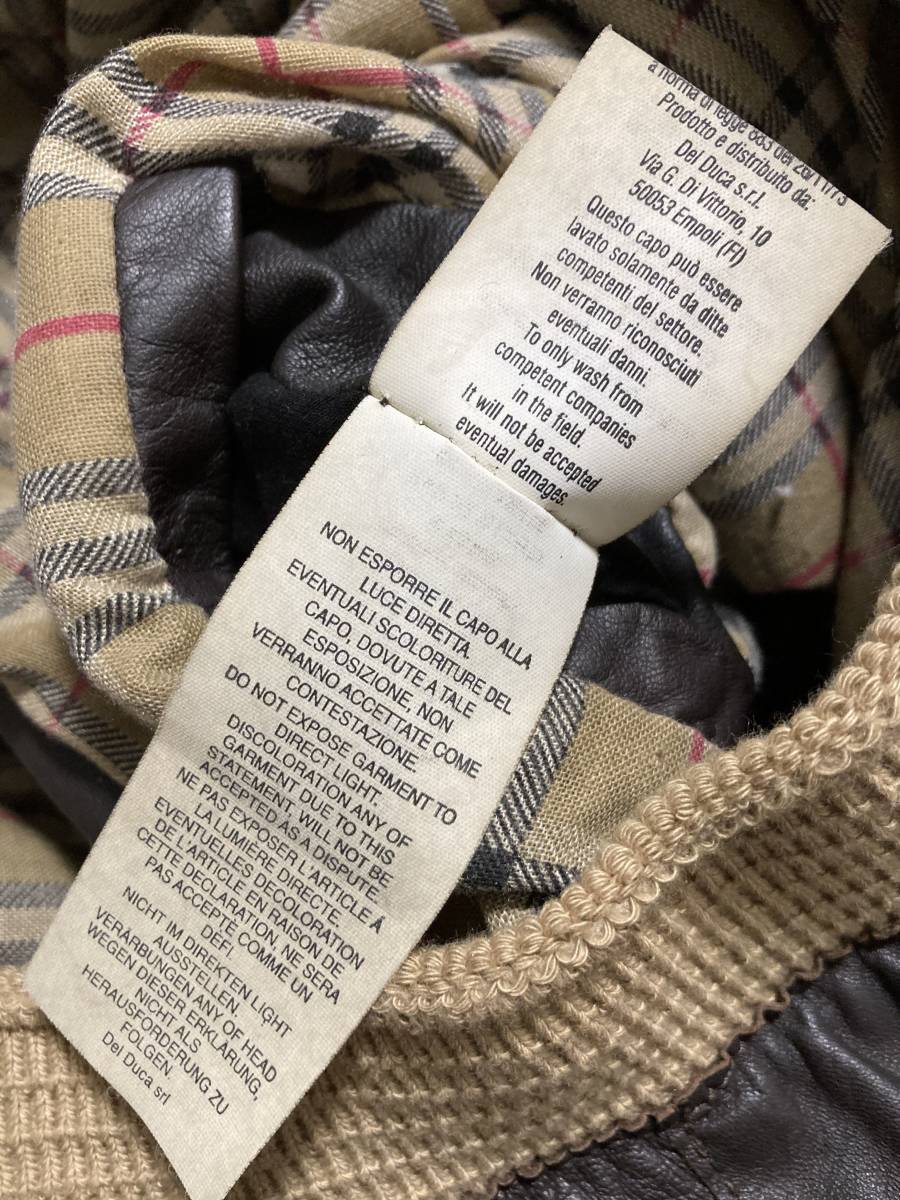 a norma di legge 883 del 26/11/73
Prodotto e distribuito da:
Del Duca s.r.l.
Via G. Di Vittorio, 10
50053 Empoli (FI)
Questo capo può essere
lavato solamente da ditte
competenti del settore.
Non verranno riconosciuti
eventuali danni.
To only wash from
competent companies
in the field.
It will not be accepted
eventual damages.
NON ESPORRE IL CAPO ALLA
LUCE DIRETTA.
EVENTUALI SCOLORITURE DEL
CAPO, DOVUTE A TALE
ESPOSIZIONE, NON
VERRANNO ACCETTATE COME
CONTESTAZIONE.
DO NOT EXPOSE GARMENT TO
DIRECT LIGHT.
DISCOLORATION ANY OF
GARMENT DUE TO THIS
STATEMENT, WILL NOT BE
ACCEPTED AS A DISPUTE.
NE PAS EXPOSER L'ARTICLE Á
LA LUMIÈRE DIRECTE.
EVENTUELLES DECOLORATION
DE L'ARTICLE EN RAISON DE
CETTE DECLARATION, NE SERA
PAS ACCEPTÉ COMME UN
DÉFI.
NICHT IM DIREKTEN LIGHT
AUSSTELLEN.
VERARBUNGEN ANY OF HEAD
WEGEN DIESER ERKLÄRUNG,
NICHT ALS
HERAUSFORDERUNG ZU
FOLGEN.
Del Duca srl